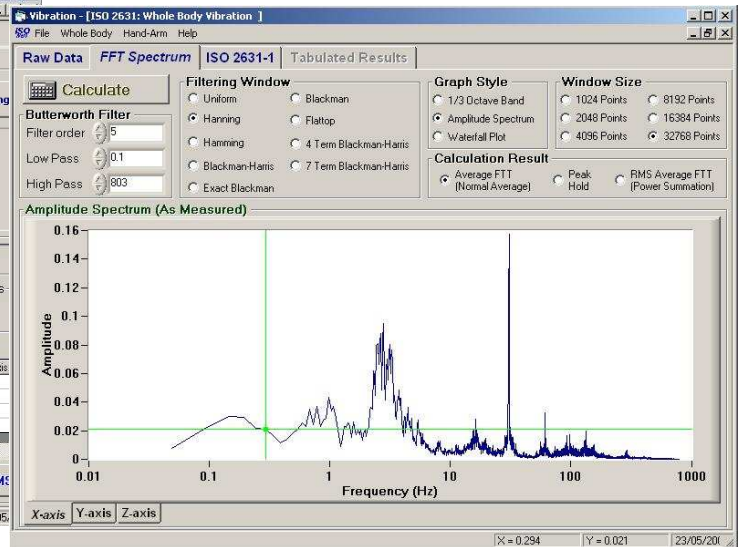 Vibration - [ISO 2631: Whole Body Vibration ]
File Whole Body Hand-Arm Help
Raw Data FFT Spectrum ISO 2631-1 Tabulated Results
Calculate
Butterworth Filter
Filter order 5
Low Pass 0.1
High Pass 803
Filtering Window
Uniform Blackman
Hanning Flattop
Hamming 4 Term Blackman-Harris
Blackman-Harris 7 Term Blackman-Harris
Exact Blackman
Graph Style
1/3 Octave Band
Amplitude Spectrum
Waterfall Plot
Window Size
1024 Points 8192 Points
2048 Points 16384 Points
4096 Points 32768 Points
Calculation Result
Average FTT (Normal Average)
Peak Hold
RMS Average FTT (Power Summation)
Amplitude Spectrum (As Measured)
0.16
0.14
0.12
0.1
0.08
0.06
0.04
0.02
0
Amplitude
0.01 0.1 1 10 100 1000
Frequency (Hz)
X-axis Y-axis Z-axis
X = 0.294 Y = 0.021 23/05/200